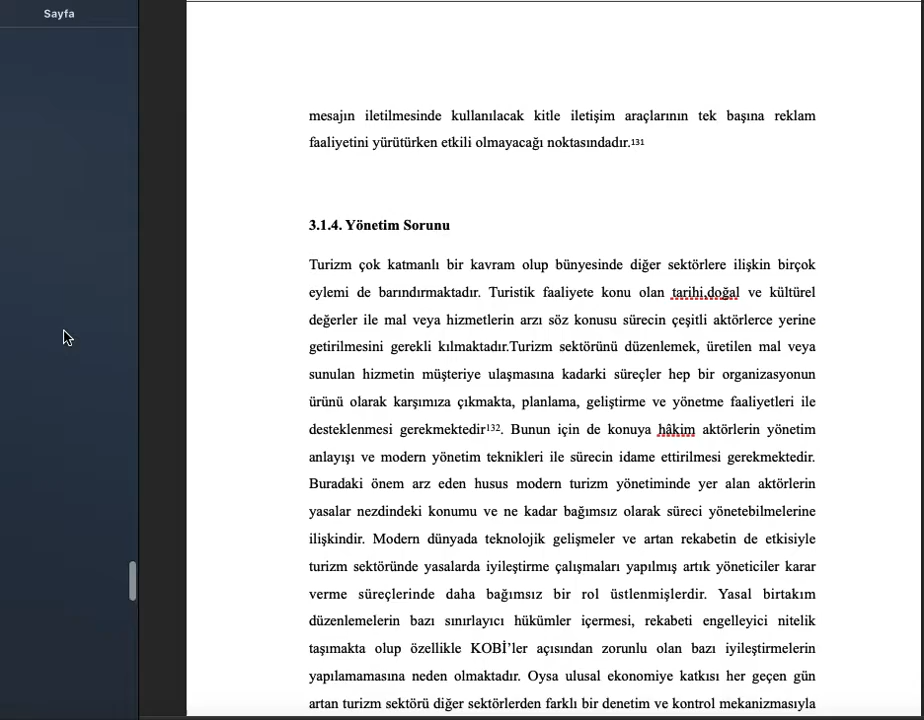 Sayfa
mesajın iletilmesinde kullanılacak kitle iletişim araçlarının tek başına reklam
faaliyetini yürütürken etkili olmayacağı noktasındadır.131
3.1.4. Yönetim Sorunu
Turizm çok katmanlı bir kavram olup bünyesinde diğer sektörlere ilişkin birçok
eylemi de barındırmaktadır. Turistik faaliyete konu olan tarihi,doğal ve kültürel
değerler ile mal veya hizmetlerin arzı söz konusu sürecin çeşitli aktörlerce yerine
getirilmesini gerekli kılmaktadır.Turizm sektörünü düzenlemek, üretilen mal veya
sunulan hizmetin müşteriye ulaşmasına kadarki süreçler hep bir organizasyonun
ürünü olarak karşımıza çıkmakta, planlama, geliştirme ve yönetme faaliyetleri ile
desteklenmesi gerekmektedir132. Bunun için de konuya hâkim aktörlerin yönetim
anlayışı ve modern yönetim teknikleri ile sürecin idame ettirilmesi gerekmektedir.
Buradaki önem arz eden husus modern turizm yönetiminde yer alan aktörlerin
yasalar nezdindeki konumu ve ne kadar bağımsız olarak süreci yönetebilmelerine
ilişkindir. Modern dünyada teknolojik gelişmeler ve artan rekabetin de etkisiyle
turizm sektöründe yasalarda iyileştirme çalışmaları yapılmış artık yöneticiler karar
verme süreçlerinde daha bağımsız bir rol üstlenmişlerdir. Yasal birtakım
düzenlemelerin bazı sınırlayıcı hükümler içermesi, rekabeti engelleyici nitelik
taşımakta olup özellikle KOBİ’ler açısından zorunlu olan bazı iyileştirmelerin
yapılamamasına neden olmaktadır. Oysa ulusal ekonomiye katkısı her geçen gün
artan turizm sektörü diğer sektörlerden farklı bir denetim ve kontrol mekanizmasıyla